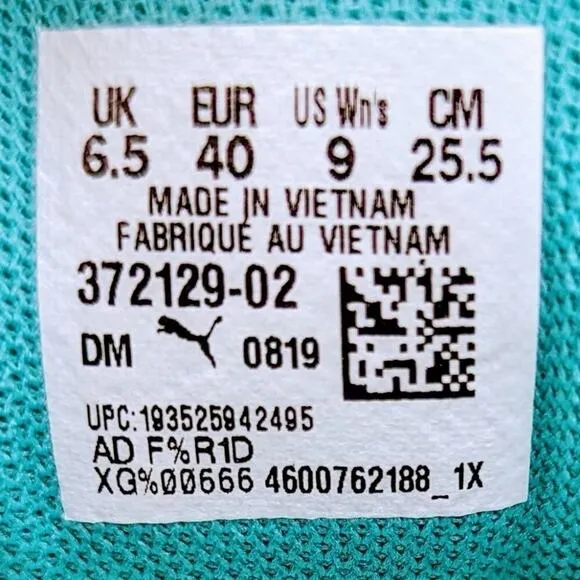 UK EUR US Wn's CM
6.5 40 9 25.5
MADE IN VIETNAM
FABRIQUÉ AU VIETNAM
372129-02
DM 0819
UPC:193525942495
AD F%R1D
XG%00666 4600762188_1X